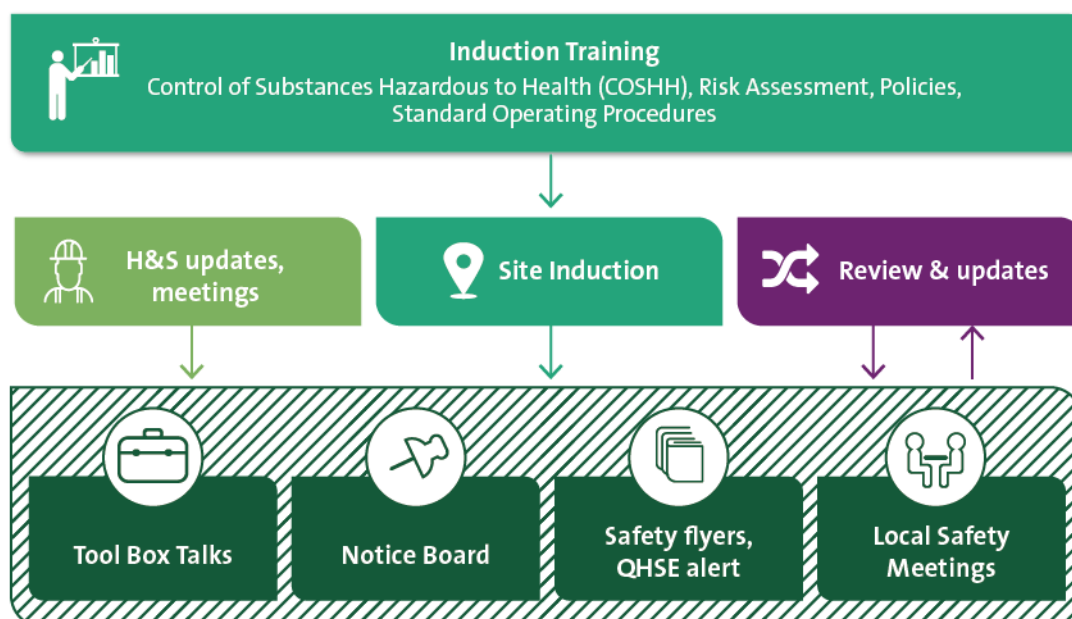 Induction Training
Control of Substances Hazardous to Health (COSHH), Risk Assessment, Policies,
Standard Operating Procedures
H&S updates,
meetings
Site Induction
Review & updates
Tool Box Talks
Notice Board
Safety flyers,
QHSE alert
Local Safety
Meetings